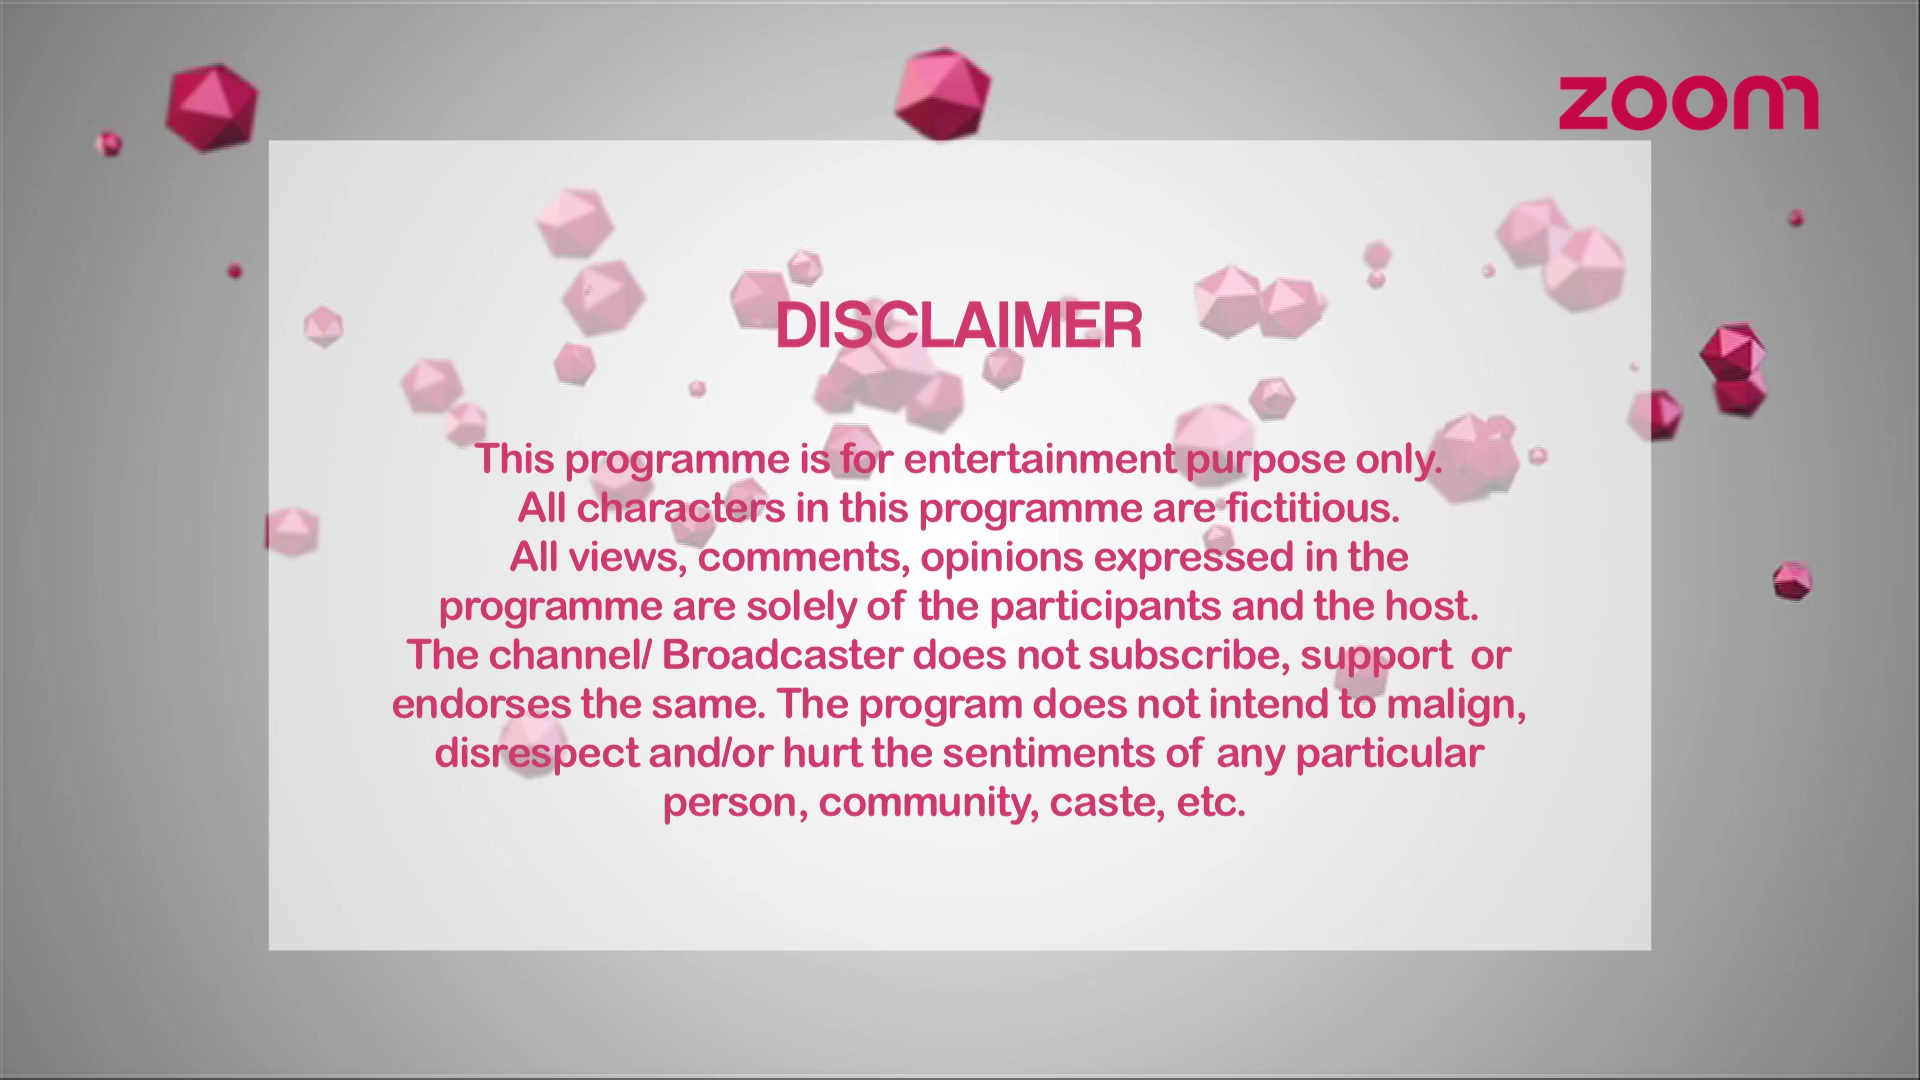 zoom
DISCLAIMER
This programme is for entertainment purpose only.
All characters in this programme are fictitious.
All views, comments, opinions expressed in the
programme are solely of the participants and the host.
The channel/ Broadcaster does not subscribe, support or
endorses the same. The program does not intend to malign,
disrespect and/or hurt the sentiments of any particular
person, community, caste, etc.